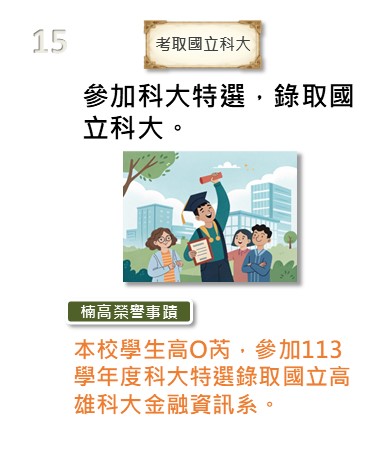 15
考取國立科大
參加科大特選，錄取國
立科大。
楠高榮譽事蹟
本校學生高O芮，參加113
學年度科大特選錄取國立高
雄科大金融資訊系。